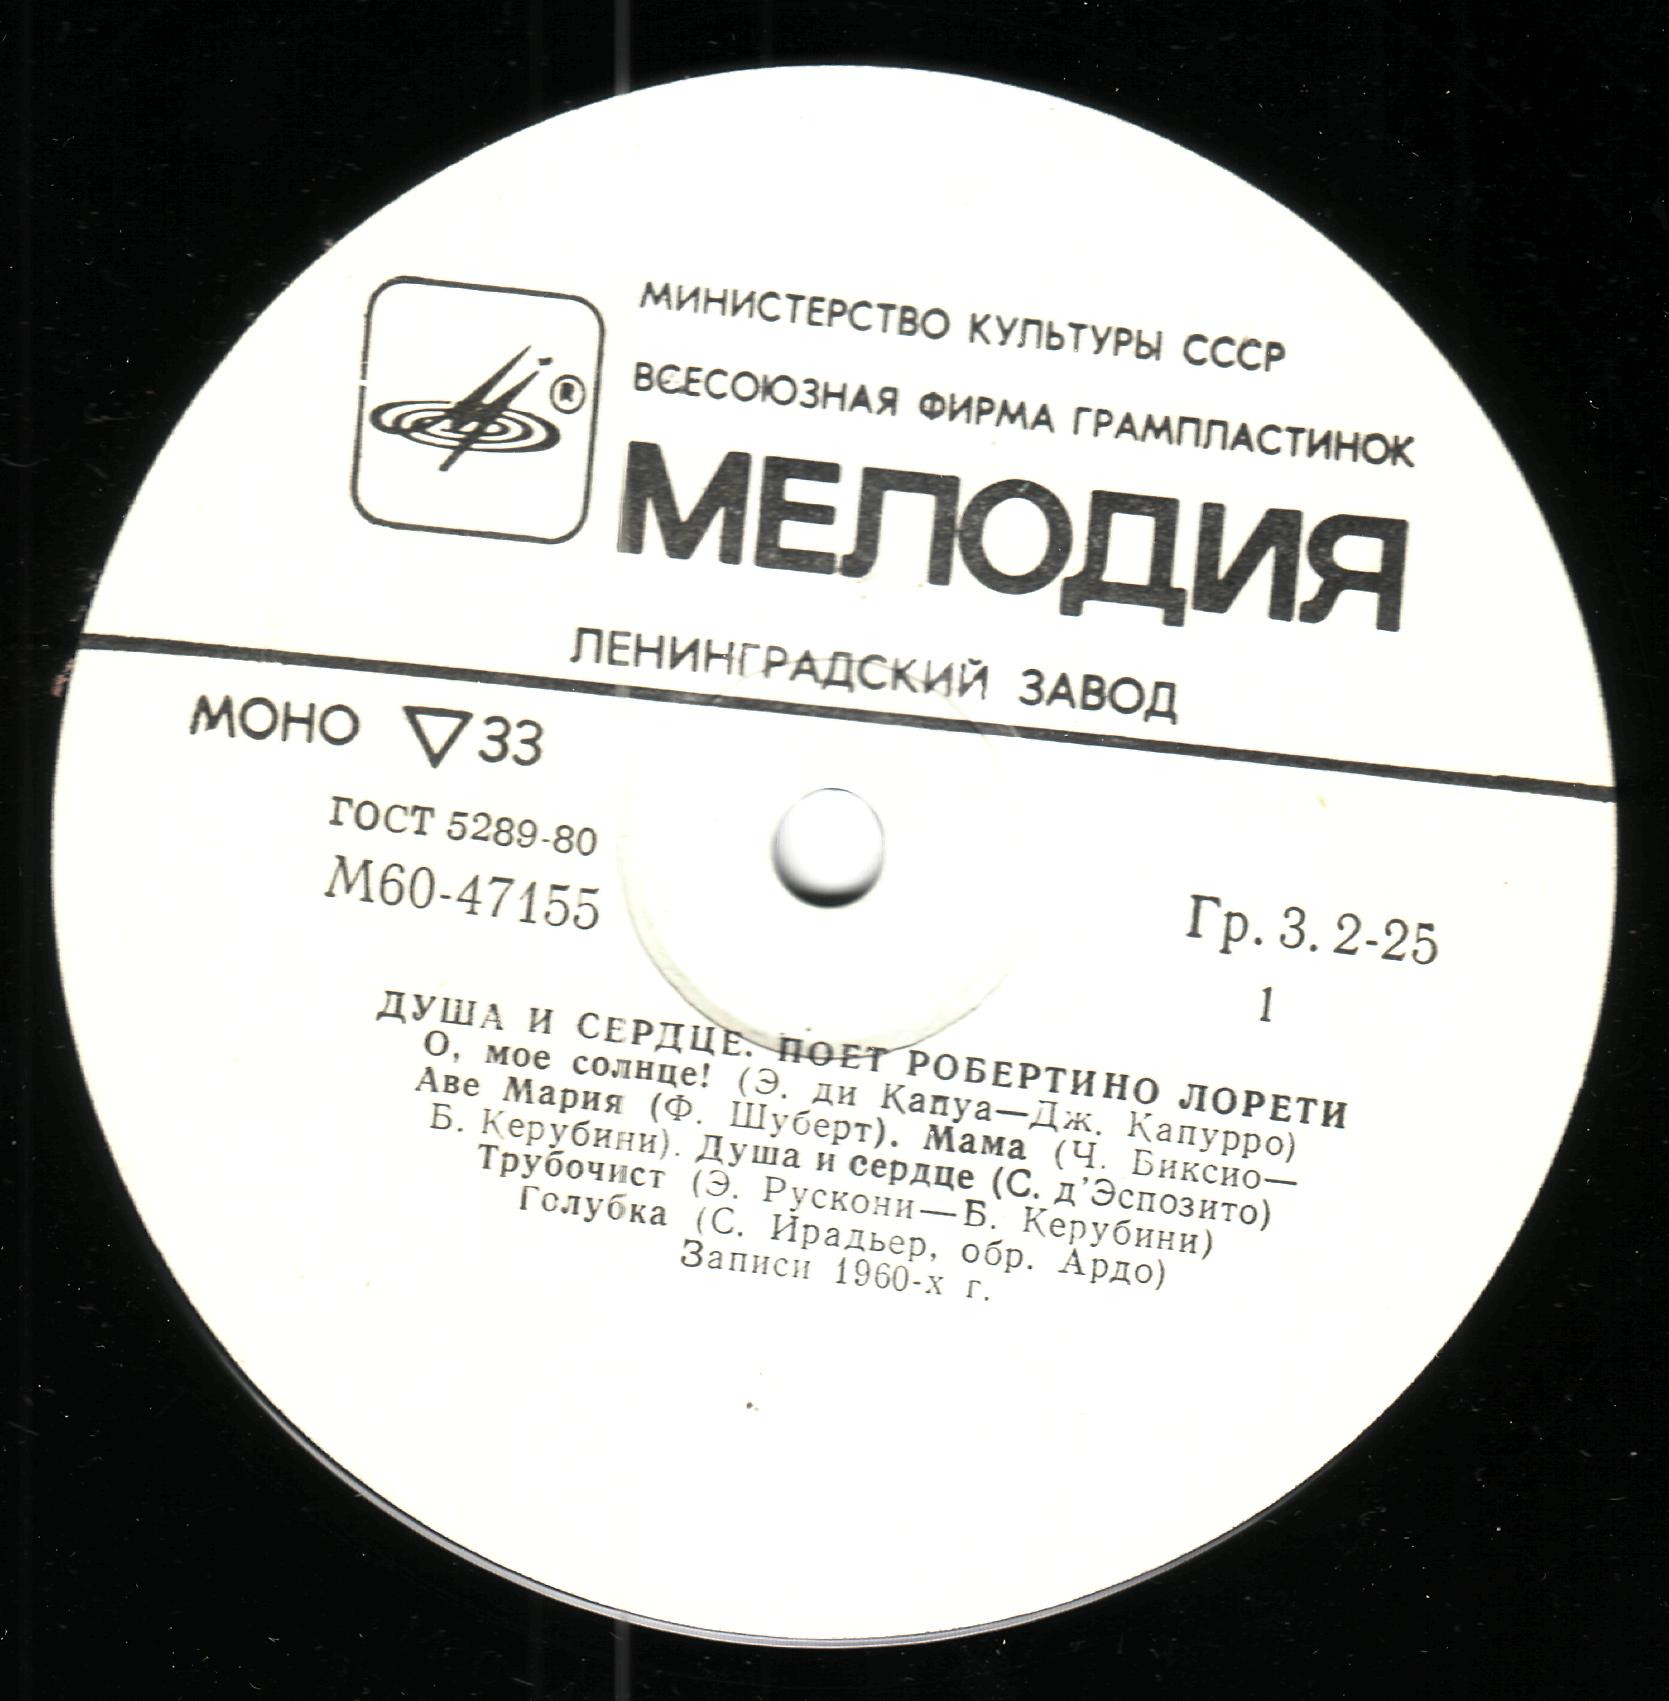 МИНИСТЕРСТВО КУЛЬТУРЫ СССР
ВСЕСОЮЗНАЯ ФИРМА ГРАМПЛАСТИНОК
®
МЕЛОДИЯ
ЛЕНИНГРАДСКИЙ ЗАВОД
МОНО ▽33
ГОСТ 5289-80
М60-47155
Гр. 3. 2-25
1
ДУША И СЕРДЦЕ. ПОЕТ РОБЕРТИНО ЛОРЕТИ
О, мое солнце! (Э. ди Капуа—Дж. Капурро)
Аве Мария (Ф. Шуберт). Мама (Ч. Биксио—
Б. Керубини). Душа и сердце (С. д'Эспозито)
Трубочист (Э. Рускони—Б. Керубини)
Голубка (С. Ирадьер, обр. Ардо)
Записи 1960-х г.